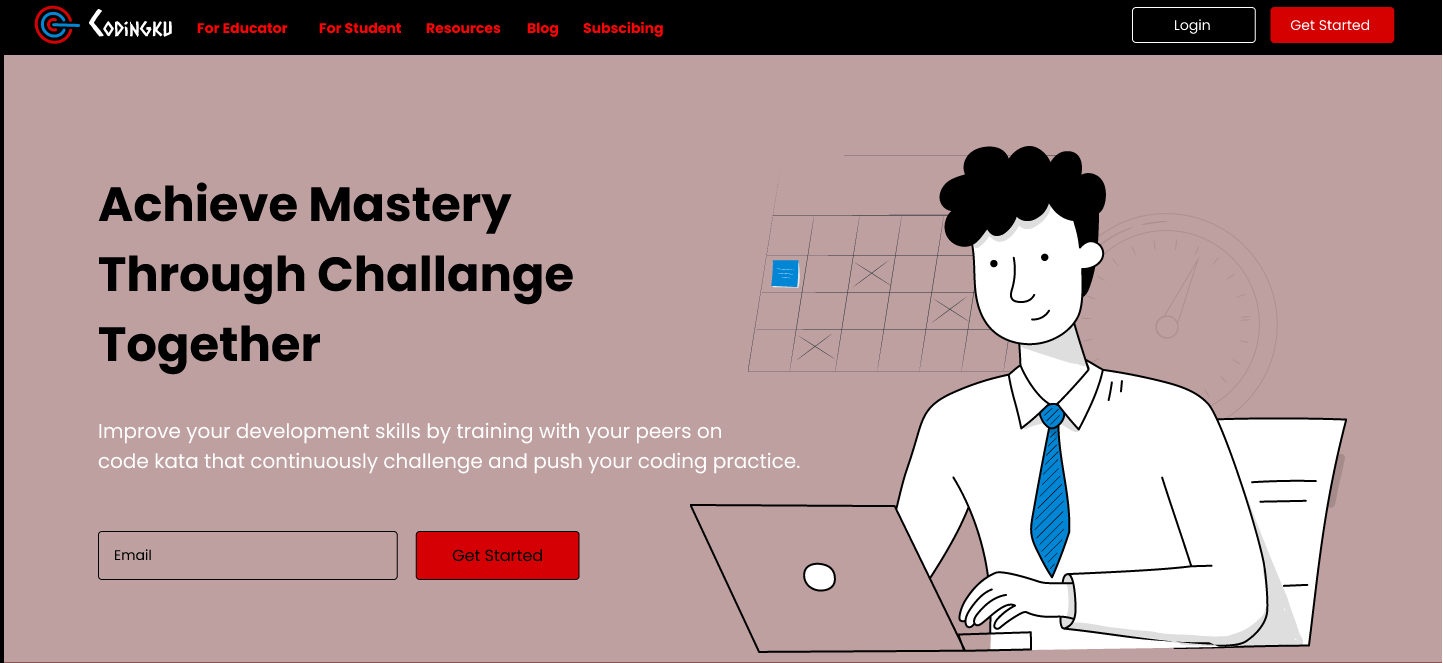 CODINGKU
For Educator
For Student
Resources
Blog
Subscibing
Login
Get Started
Achieve Mastery
Through Challange
Together
Improve your development skills by training with your peers on
code kata that continuously challenge and push your coding practice.
Email
Get Started